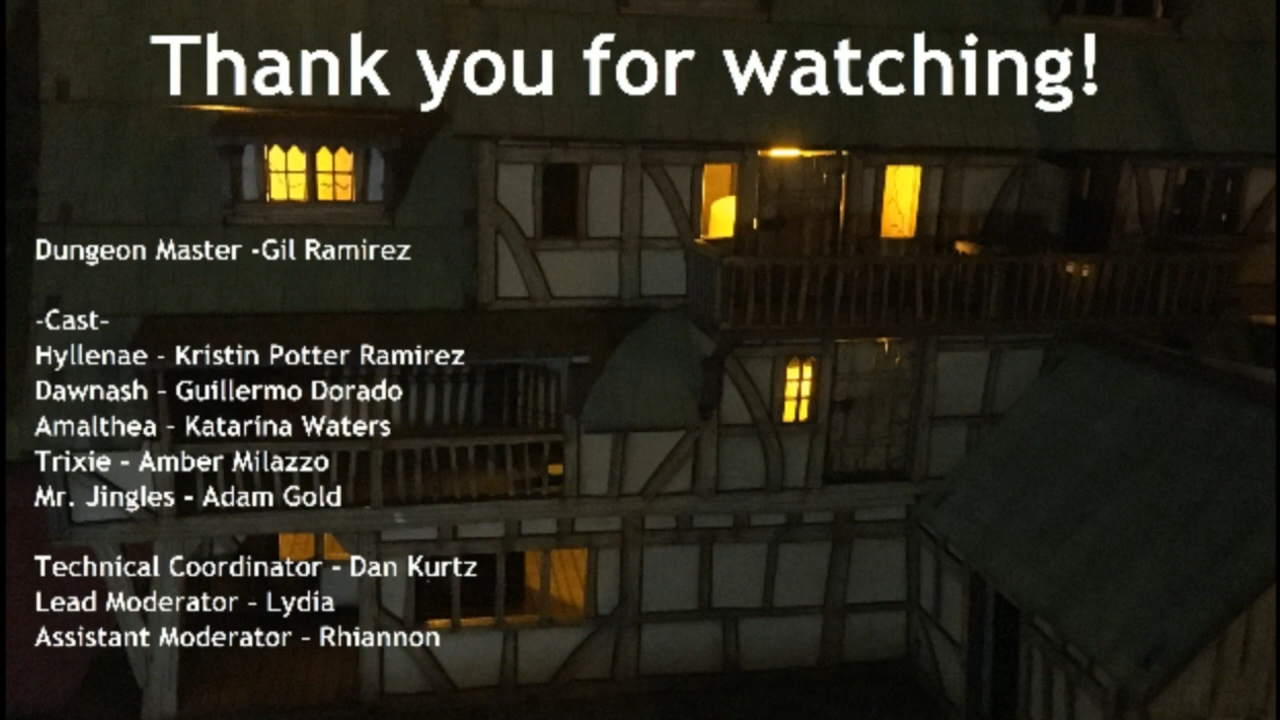 Thank you for watching!
Dungeon Master -Gil Ramirez
-Cast-
Hyllenae - Kristin Potter Ramirez
Dawnash - Guillermo Dorado
Amalthea - Katarina Waters
Trixie - Amber Milazzo
Mr. Jingles - Adam Gold
Technical Coordinator - Dan Kurtz
Lead Moderator - Lydia
Assistant Moderator - Rhiannon